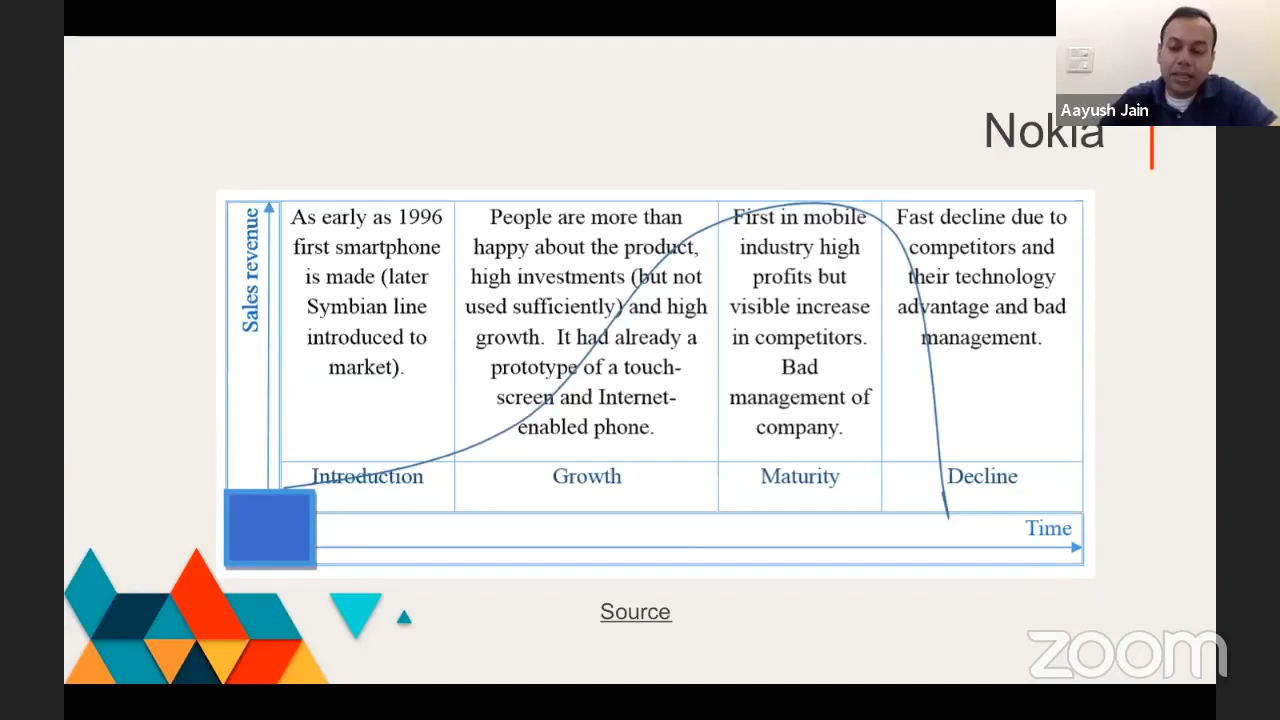 Aayush Jain
Nokia
Sales revenue
As early as 1996
first smartphone
is made (later
Symbian line
introduced to
market).
People are more than
happy about the product,
high investments (but not
used sufficiently) and high
growth. It had already a
prototype of a touch-
screen and Internet-
enabled phone.
First in mobile
industry high
profits but
visible increase
in competitors.
Bad
management of
company.
Fast decline due to
competitors and
their technology
advantage and bad
management.
Introduction
Growth
Maturity
Decline
Time
Source
zoom